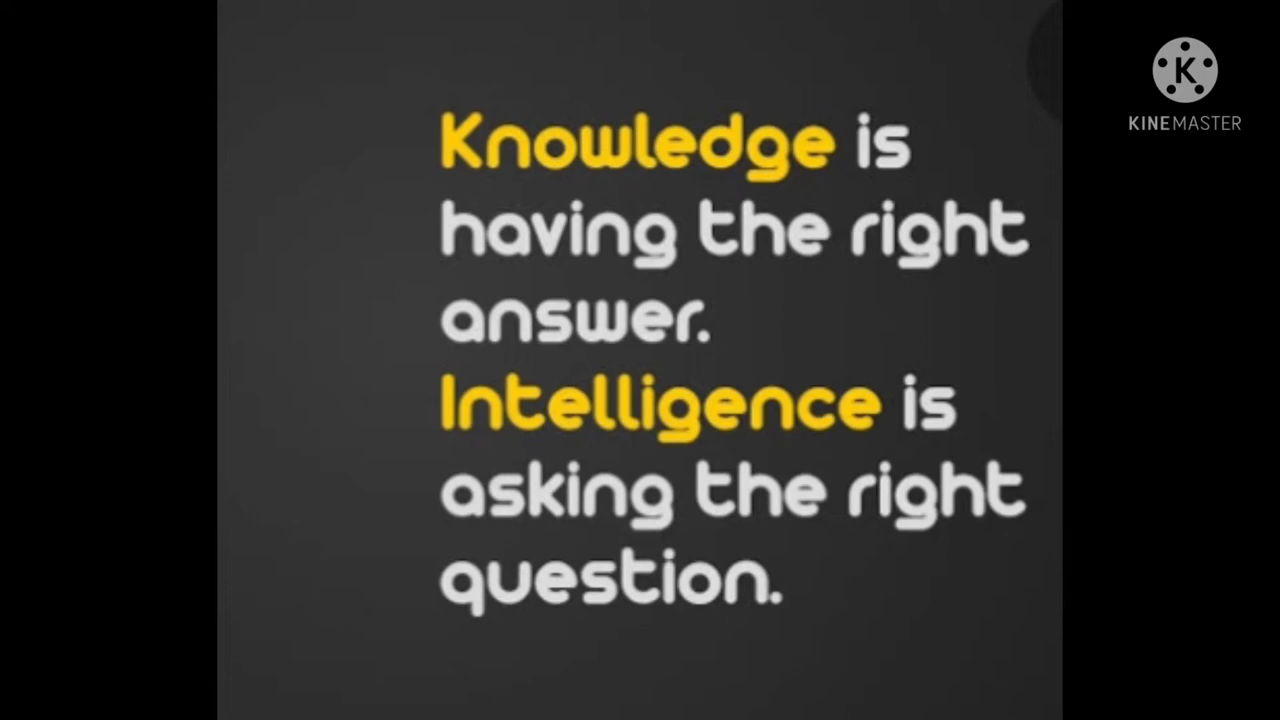 Knowledge is
having the right
answer.
Intelligence is
asking the right
question.
K
KINEMASTER